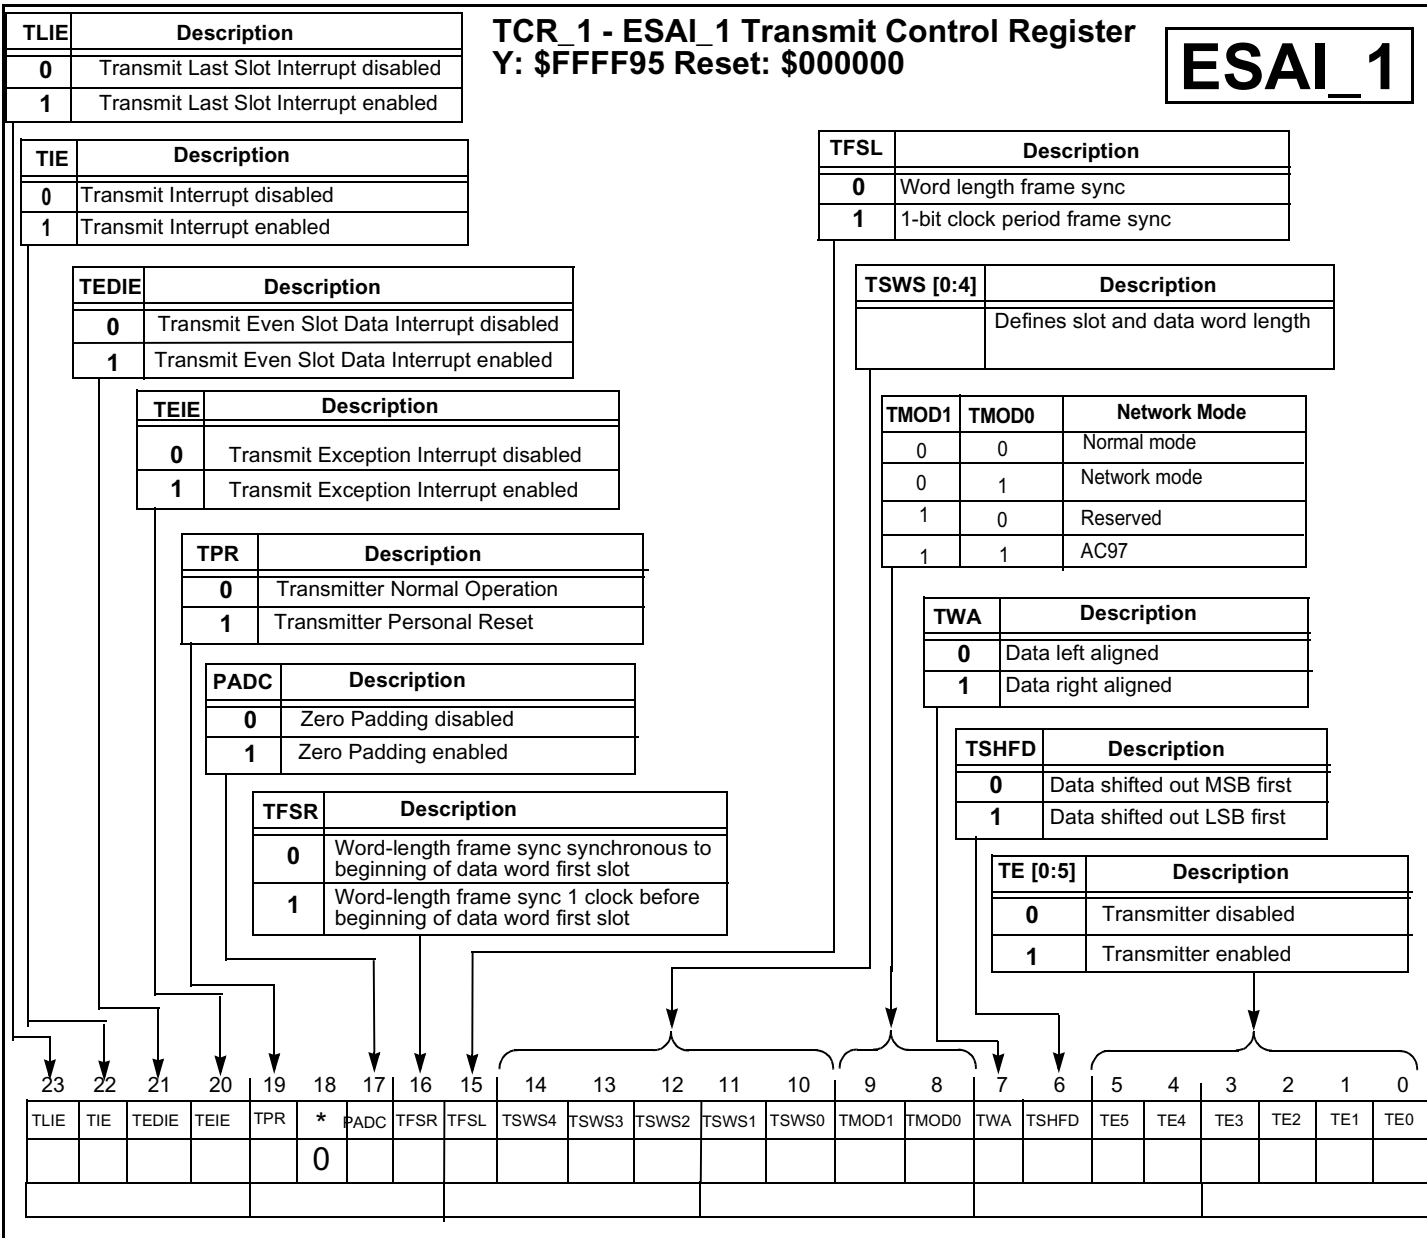 TCR_1 - ESAI_1 Transmit Control Register
Y: $FFFF95 Reset: $000000
ESAI_1
TLIE Description
0 Transmit Last Slot Interrupt disabled
1 Transmit Last Slot Interrupt enabled
TIE Description
0 Transmit Interrupt disabled
1 Transmit Interrupt enabled
TEDIE Description
0 Transmit Even Slot Data Interrupt disabled
1 Transmit Even Slot Data Interrupt enabled
TEIE Description
0 Transmit Exception Interrupt disabled
1 Transmit Exception Interrupt enabled
TPR Description
0 Transmitter Normal Operation
1 Transmitter Personal Reset
PADC Description
0 Zero Padding disabled
1 Zero Padding enabled
TFSR Description
0 Word-length frame sync synchronous to
beginning of data word first slot
1 Word-length frame sync 1 clock before
beginning of data word first slot
TFSL Description
0 Word length frame sync
1 1-bit clock period frame sync
TSWS [0:4] Description
Defines slot and data word length
TMOD1 TMOD0 Network Mode
0 0 Normal mode
0 1 Network mode
1 0 Reserved
1 1 AC97
TWA Description
0 Data left aligned
1 Data right aligned
TSHFD Description
0 Data shifted out MSB first
1 Data shifted out LSB first
TE [0:5] Description
0 Transmitter disabled
1 Transmitter enabled
23 22 21 20 19 18 17 16 15 14 13 12 11 10 9 8 7 6 5 4 3 2 1 0
TLIE TIE TEDIE TEIE TPR * PADC TFSR TFSL TSWS4 TSWS3 TSWS2 TSWS1 TSWS0 TMOD1 TMOD0 TWA TSHFD TE5 TE4 TE3 TE2 TE1 TE0
0